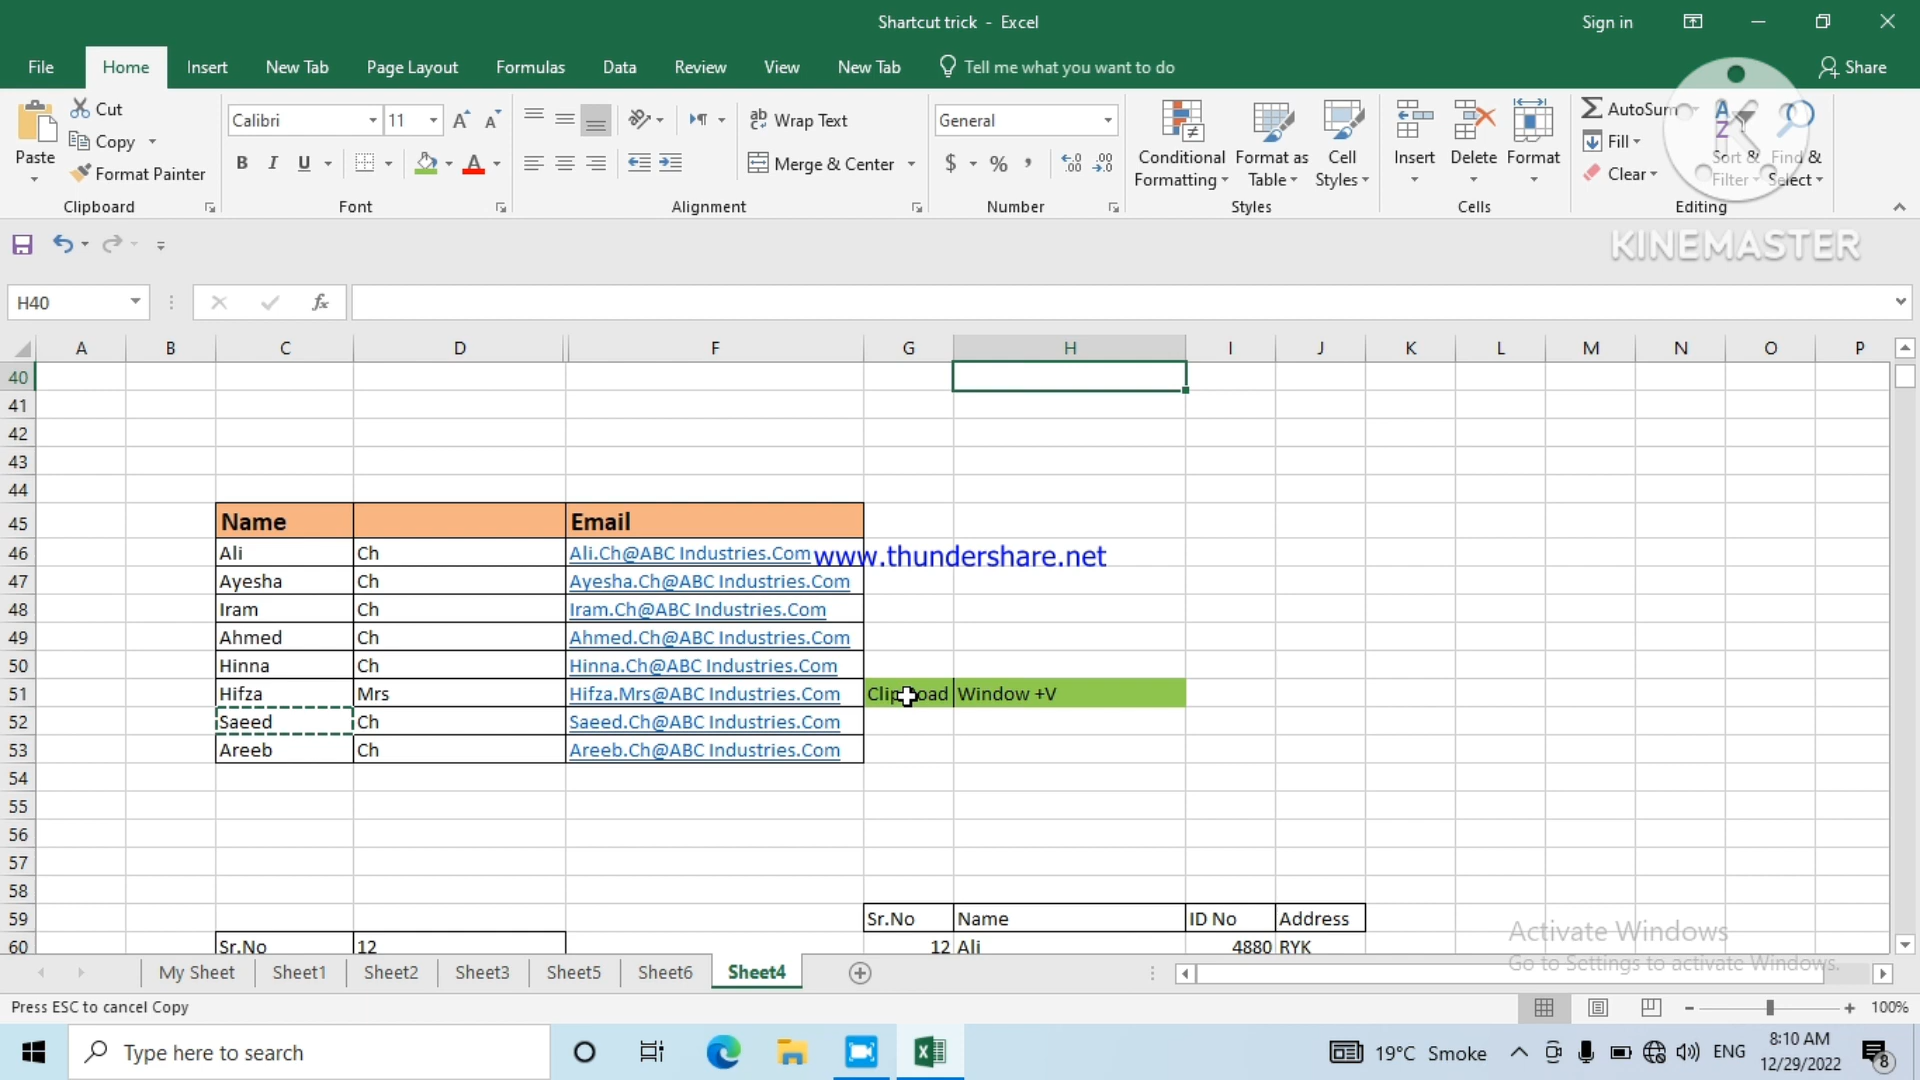 Shartcut trick - Excel
Sign in
File Home Insert New Tab Page Layout Formulas Data Review View New Tab Tell me what you want to do Share
Paste Cut Copy Format Painter
Clipboard
Calibri 11
B I U
Font
Wrap Text
Merge & Center
Alignment
General
$ % ,
Number
Conditional Formatting Format as Table Cell Styles
Styles
Insert Delete Format
Cells
AutoSum
Fill
Clear
Sort & Filter Find & Select
Editing
KINEMASTER
H40 fx
A B C D F G H I J K L M N O P
40
41
42
43
44
45 Name Email
46 Ali Ch Ali.Ch@ABC Industries.Com
www.thundershare.net
47 Ayesha Ch Ayesha.Ch@ABC Industries.Com
48 Iram Ch Iram.Ch@ABC Industries.Com
49 Ahmed Ch Ahmed.Ch@ABC Industries.Com
50 Hinna Ch Hinna.Ch@ABC Industries.Com
51 Hifza Mrs Hifza.Mrs@ABC Industries.Com Window +V
52 Saeed Ch Saeed.Ch@ABC Industries.Com
53 Areeb Ch Areeb.Ch@ABC Industries.Com
54
55
56
57
58
59 Sr.No Name ID No Address
60 Sr.No 12 12 Ali 4880 RYK
Activate Windows
Go to Settings to activate Windows.
My Sheet Sheet1 Sheet2 Sheet3 Sheet5 Sheet6 Sheet4
Press ESC to cancel Copy
100%
Type here to search
19°C Smoke
ENG
8:10 AM
12/29/2022
8